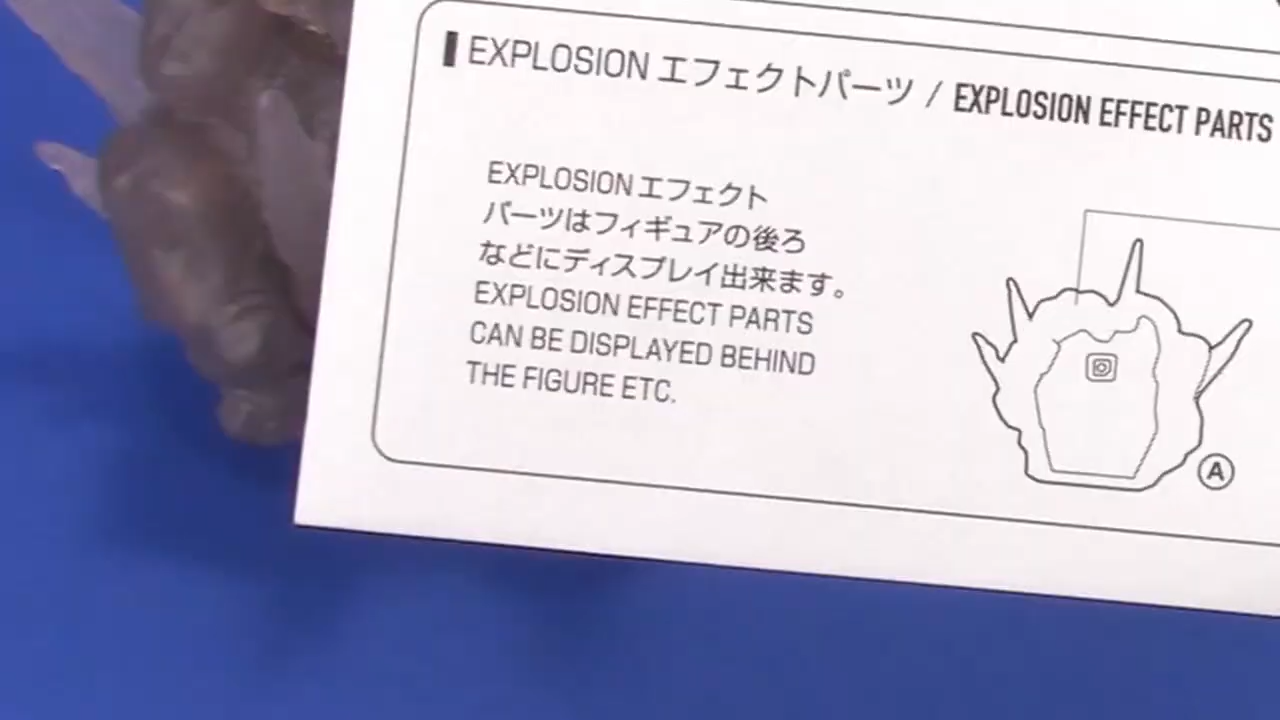 EXPLOSION エフェクトパーツ / EXPLOSION EFFECT PARTS
EXPLOSION エフェクト
パーツはフィギュアの後ろ
などにディスプレイ出来ます。
EXPLOSION EFFECT PARTS
CAN BE DISPLAYED BEHIND
THE FIGURE ETC.
A